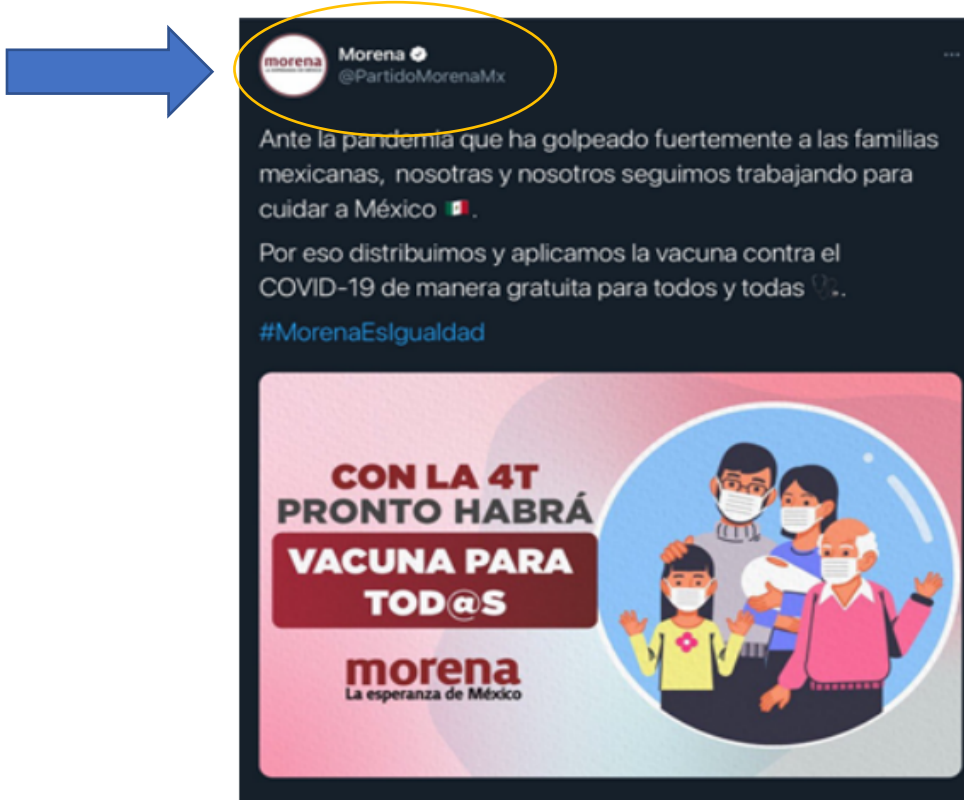 morena
Morena
@PartidoMorenaMx
Ante la pandemia que ha golpeado fuertemente a las familias
mexicanas, nosotras y nosotros seguimos trabajando para
cuidar a México 🇲🇽.
Por eso distribuimos y aplicamos la vacuna contra el
COVID-19 de manera gratuita para todos y todas 🩺.
#MorenaEsIgualdad
CON LA 4T
PRONTO HABRÁ
VACUNA PARA
TOD@S
morena
La esperanza de México